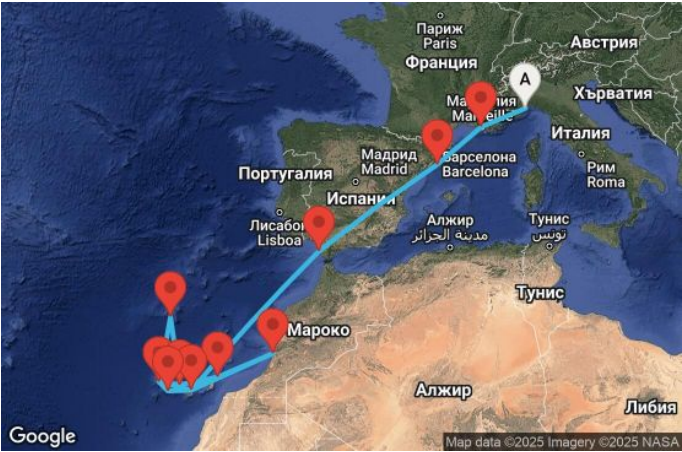 Париж
Paris
Франция
Австрия
A
Хърватия
Marseille
Италия
Рим
Roma
Барселона
Barcelona
Мадрид
Madrid
Португалия
Испания
Лисабон
Lisboa
Алжир
مدينة الجزائر
Тунис
تونس
Тунис
Мароко
Алжир
Либия
Google
Map data ©2025 Imagery ©2025 NASA